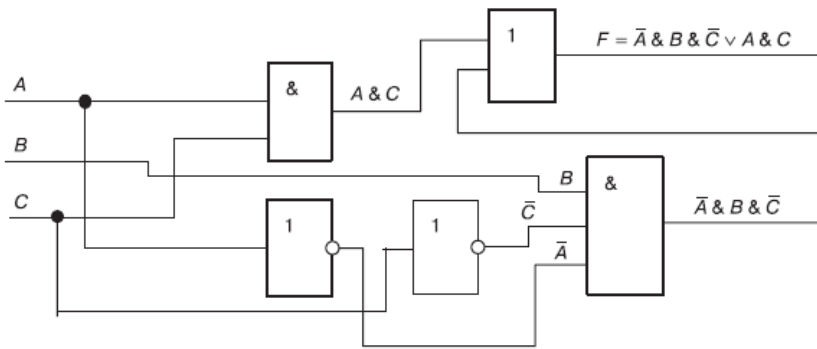 1
F = A̅ & B & C̅ ∨ A & C
A
&
A & C
B
B
&
C
C̅
A̅ & B & C̅
1
1
A̅